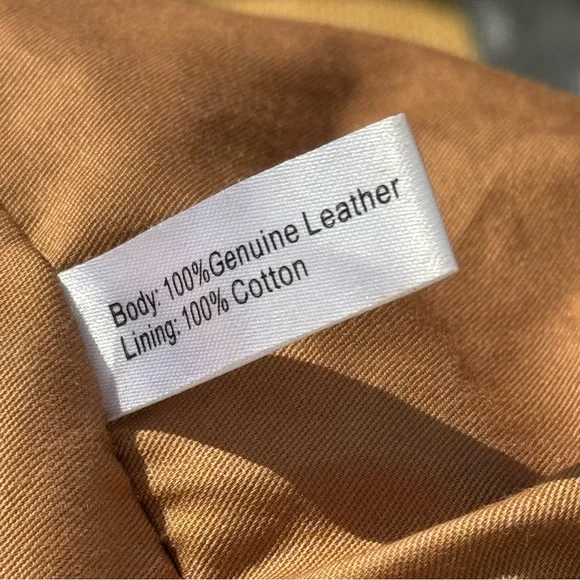 Body: 100%Genuine Leather
Lining: 100% Cotton